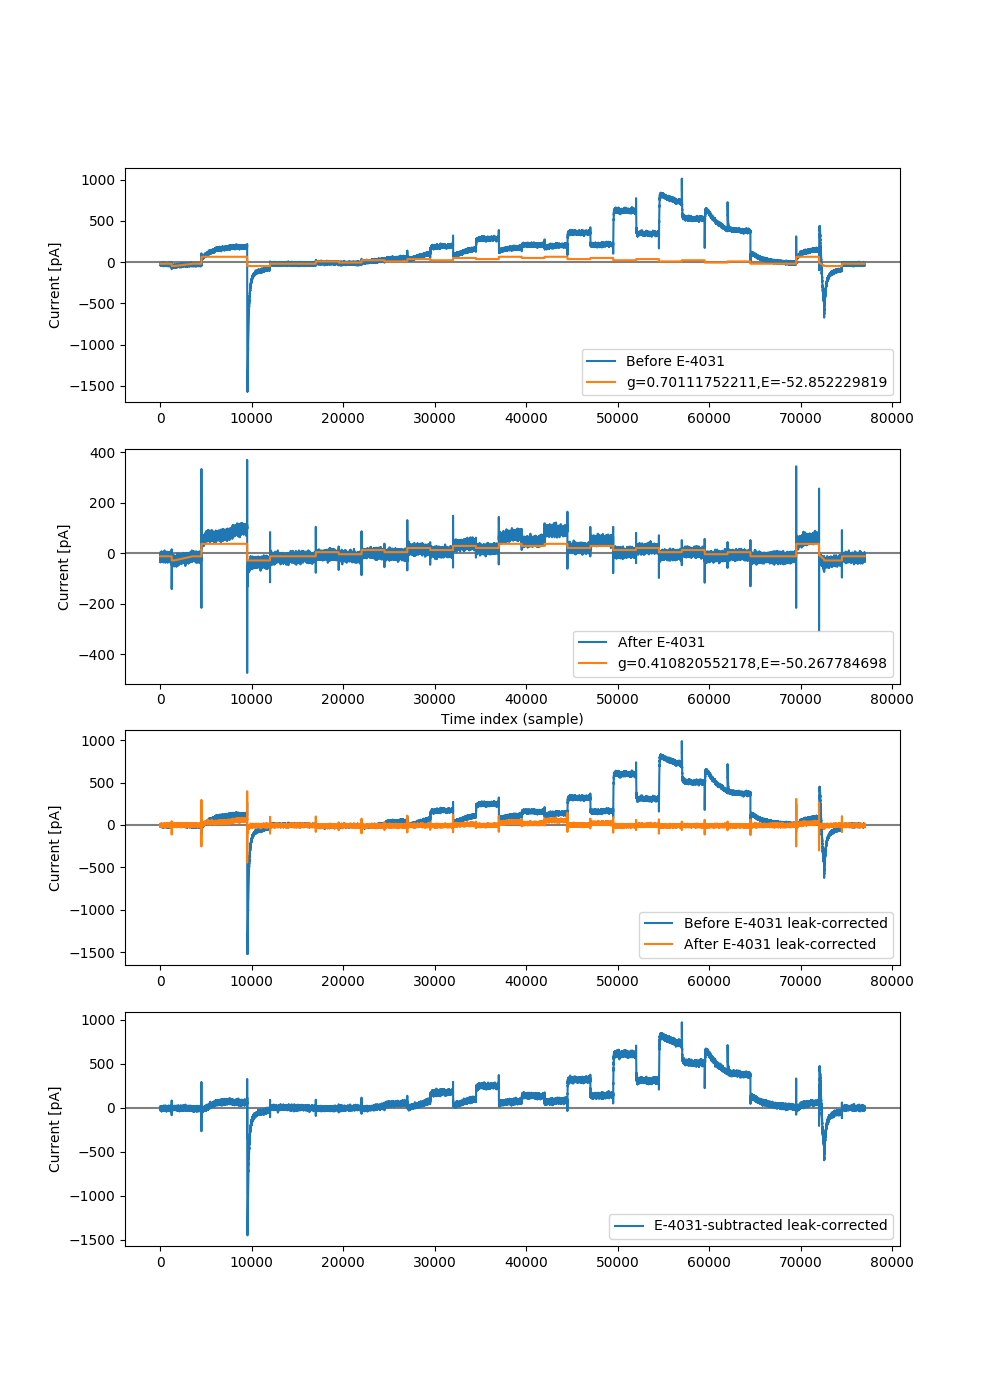 1000
500
0
−500
−1000
−1500
Current [pA]
Before E-4031
g=0.70111752211,E=-52.852229819
0 10000 20000 30000 40000 50000 60000 70000 80000
400
200
0
−200
−400
Current [pA]
After E-4031
g=0.410820552178,E=-50.267784698
0 10000 20000 30000 40000 50000 60000 70000 80000
Time index (sample)
1000
500
0
−500
−1000
−1500
Current [pA]
Before E-4031 leak-corrected
After E-4031 leak-corrected
0 10000 20000 30000 40000 50000 60000 70000 80000
1000
500
0
−500
−1000
−1500
Current [pA]
E-4031-subtracted leak-corrected
0 10000 20000 30000 40000 50000 60000 70000 80000